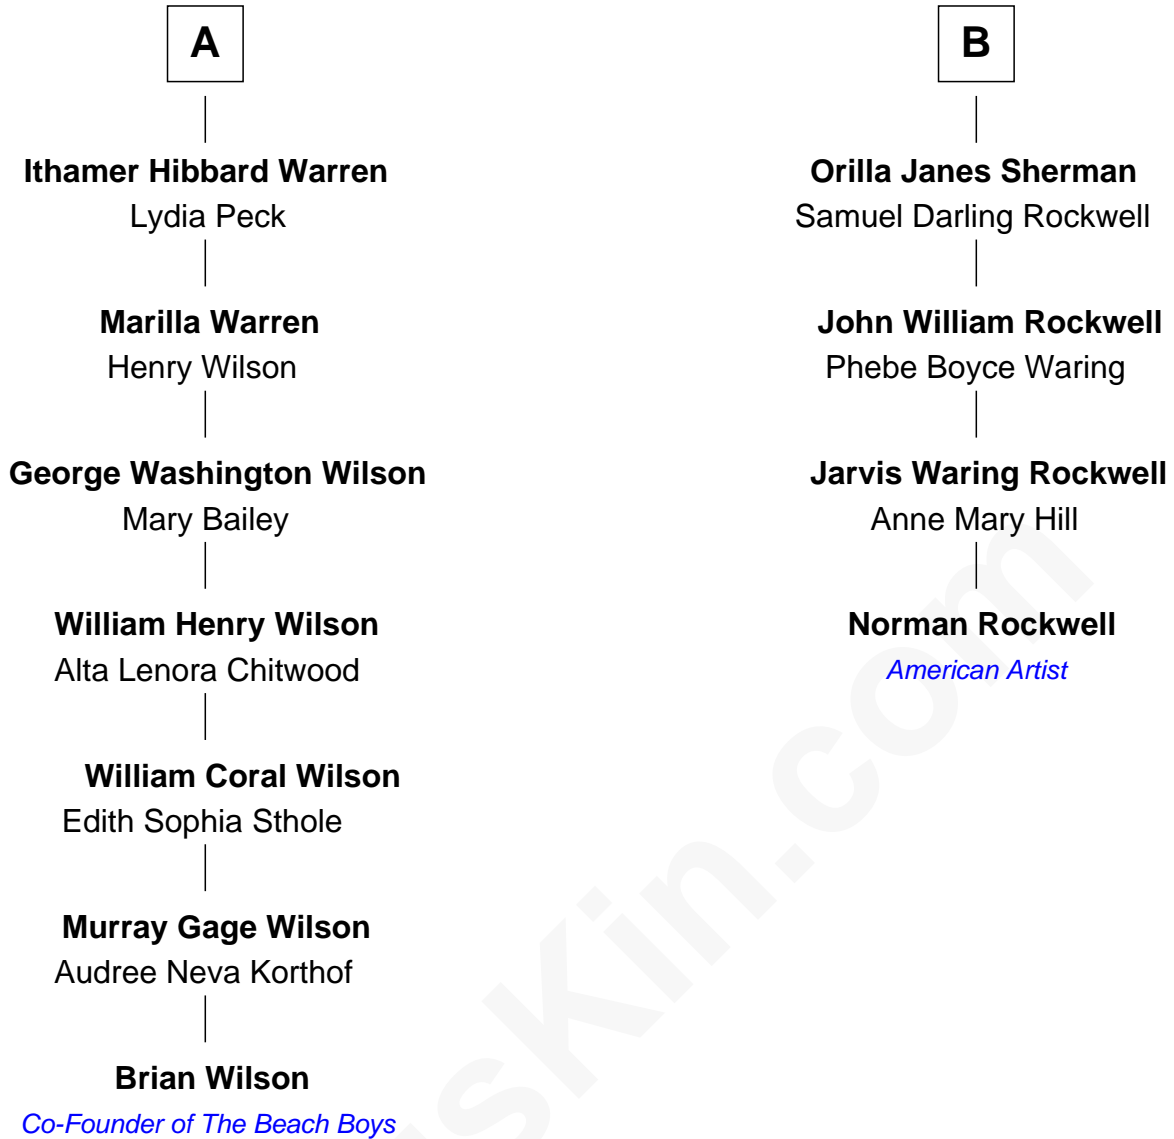 A
Ithamer Hibbard Warren
Lydia Peck
Marilla Warren
Henry Wilson
George Washington Wilson
Mary Bailey
William Henry Wilson
Alta Lenora Chitwood
William Coral Wilson
Edith Sophia Sthole
Murray Gage Wilson
Audree Neva Korthof
Brian Wilson
Co-Founder of The Beach Boys
B
Orilla Janes Sherman
Samuel Darling Rockwell
John William Rockwell
Phebe Boyce Waring
Jarvis Waring Rockwell
Anne Mary Hill
Norman Rockwell
American Artist
sKin.com